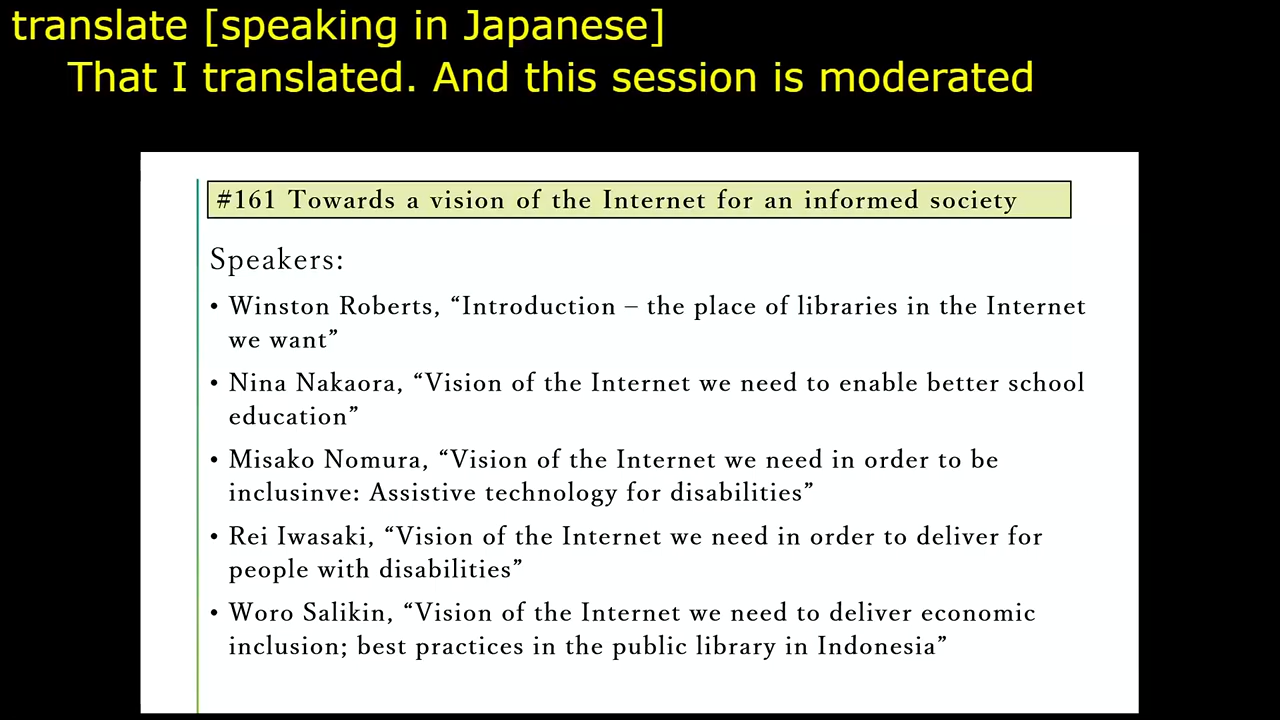 translate [speaking in Japanese]
That I translated. And this session is moderated
#161 Towards a vision of the Internet for an informed society
Speakers:
• Winston Roberts, “Introduction – the place of libraries in the Internet
we want”
• Nina Nakaora, “Vision of the Internet we need to enable better school
education”
• Misako Nomura, “Vision of the Internet we need in order to be
inclusinve: Assistive technology for disabilities”
• Rei Iwasaki, “Vision of the Internet we need in order to deliver for
people with disabilities”
• Woro Salikin, “Vision of the Internet we need to deliver economic
inclusion; best practices in the public library in Indonesia”